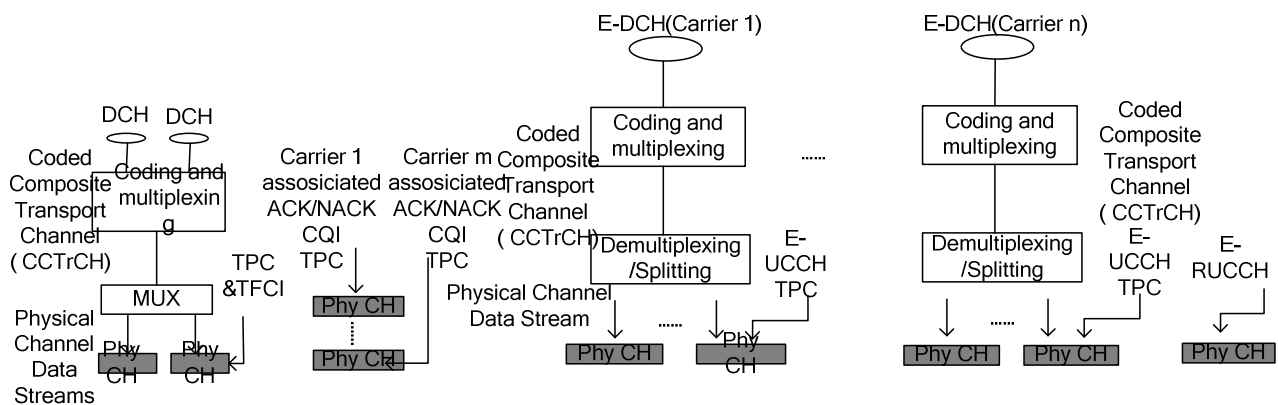 E-DCH(Carrier 1)
E-DCH(Carrier n)
DCH
DCH
Coded
Composite
Transport
Channel
( CCTrCH)
Coding and
multiplexin
g
MUX
TPC
&TFCI
Physical
Channel
Data
Streams
Phy
CH
Phy
CH
Carrier 1
assosiciated
ACK/NACK
CQI
TPC
Carrier m
assosiciated
ACK/NACK
CQI
TPC
Phy CH
......
Phy CH
Coded
Composite
Transport
Channel
( CCTrCH)
Coding and
multiplexing
Demultiplexing
/Splitting
E-
UCCH
TPC
Physical Channel
Data Stream
......
Phy CH
Phy
CH
......
Coding and
multiplexing
Coded
Composite
Transport
Channel
( CCTrCH)
Demultiplexing
/Splitting
E-
UCCH
TPC
E-
RUCCH
......
Phy CH
Phy CH
Phy CH